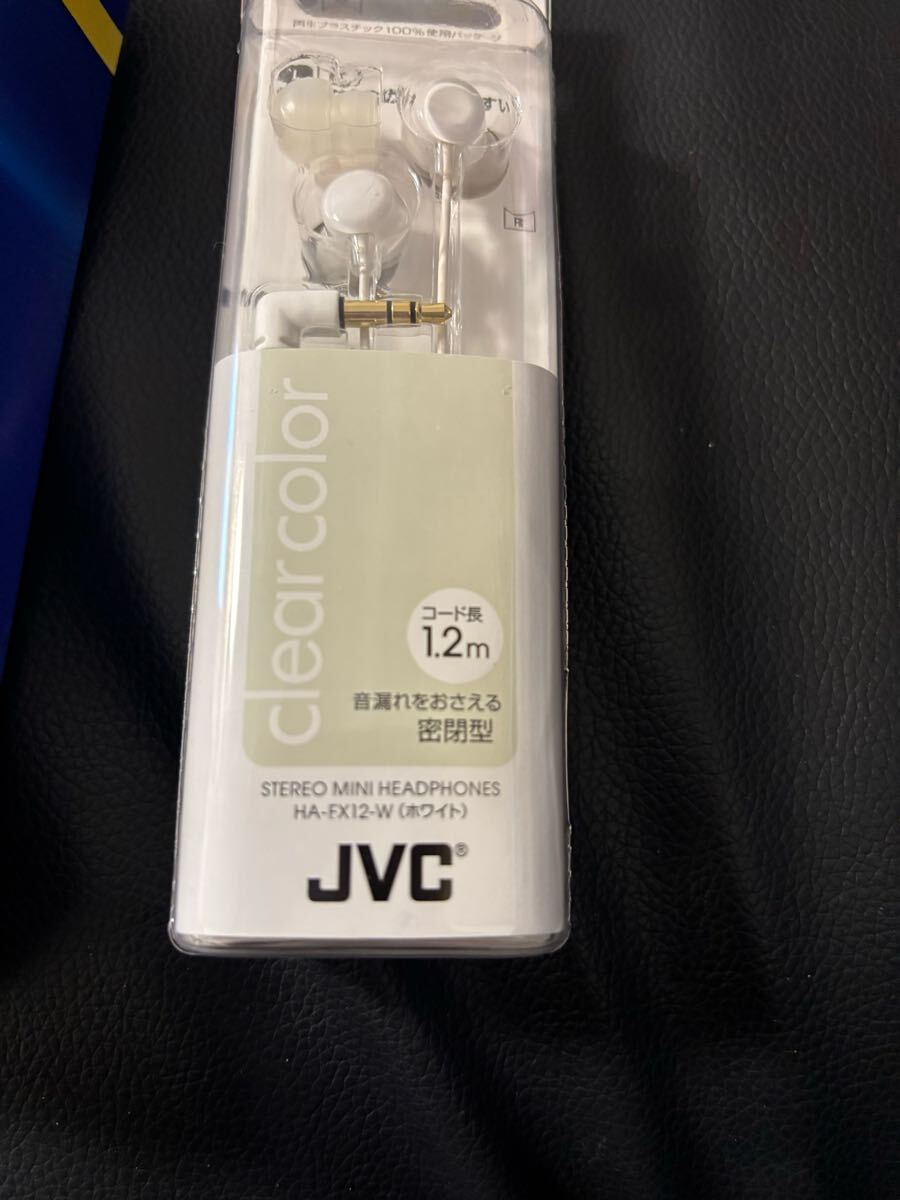 再生プラスチック100%使用パッケージ
すい
clear color
コード長
1.2m
音漏れをおさえる
密閉型
STEREO MINI HEADPHONES
HA-FX12-W（ホワイト）
JVC®